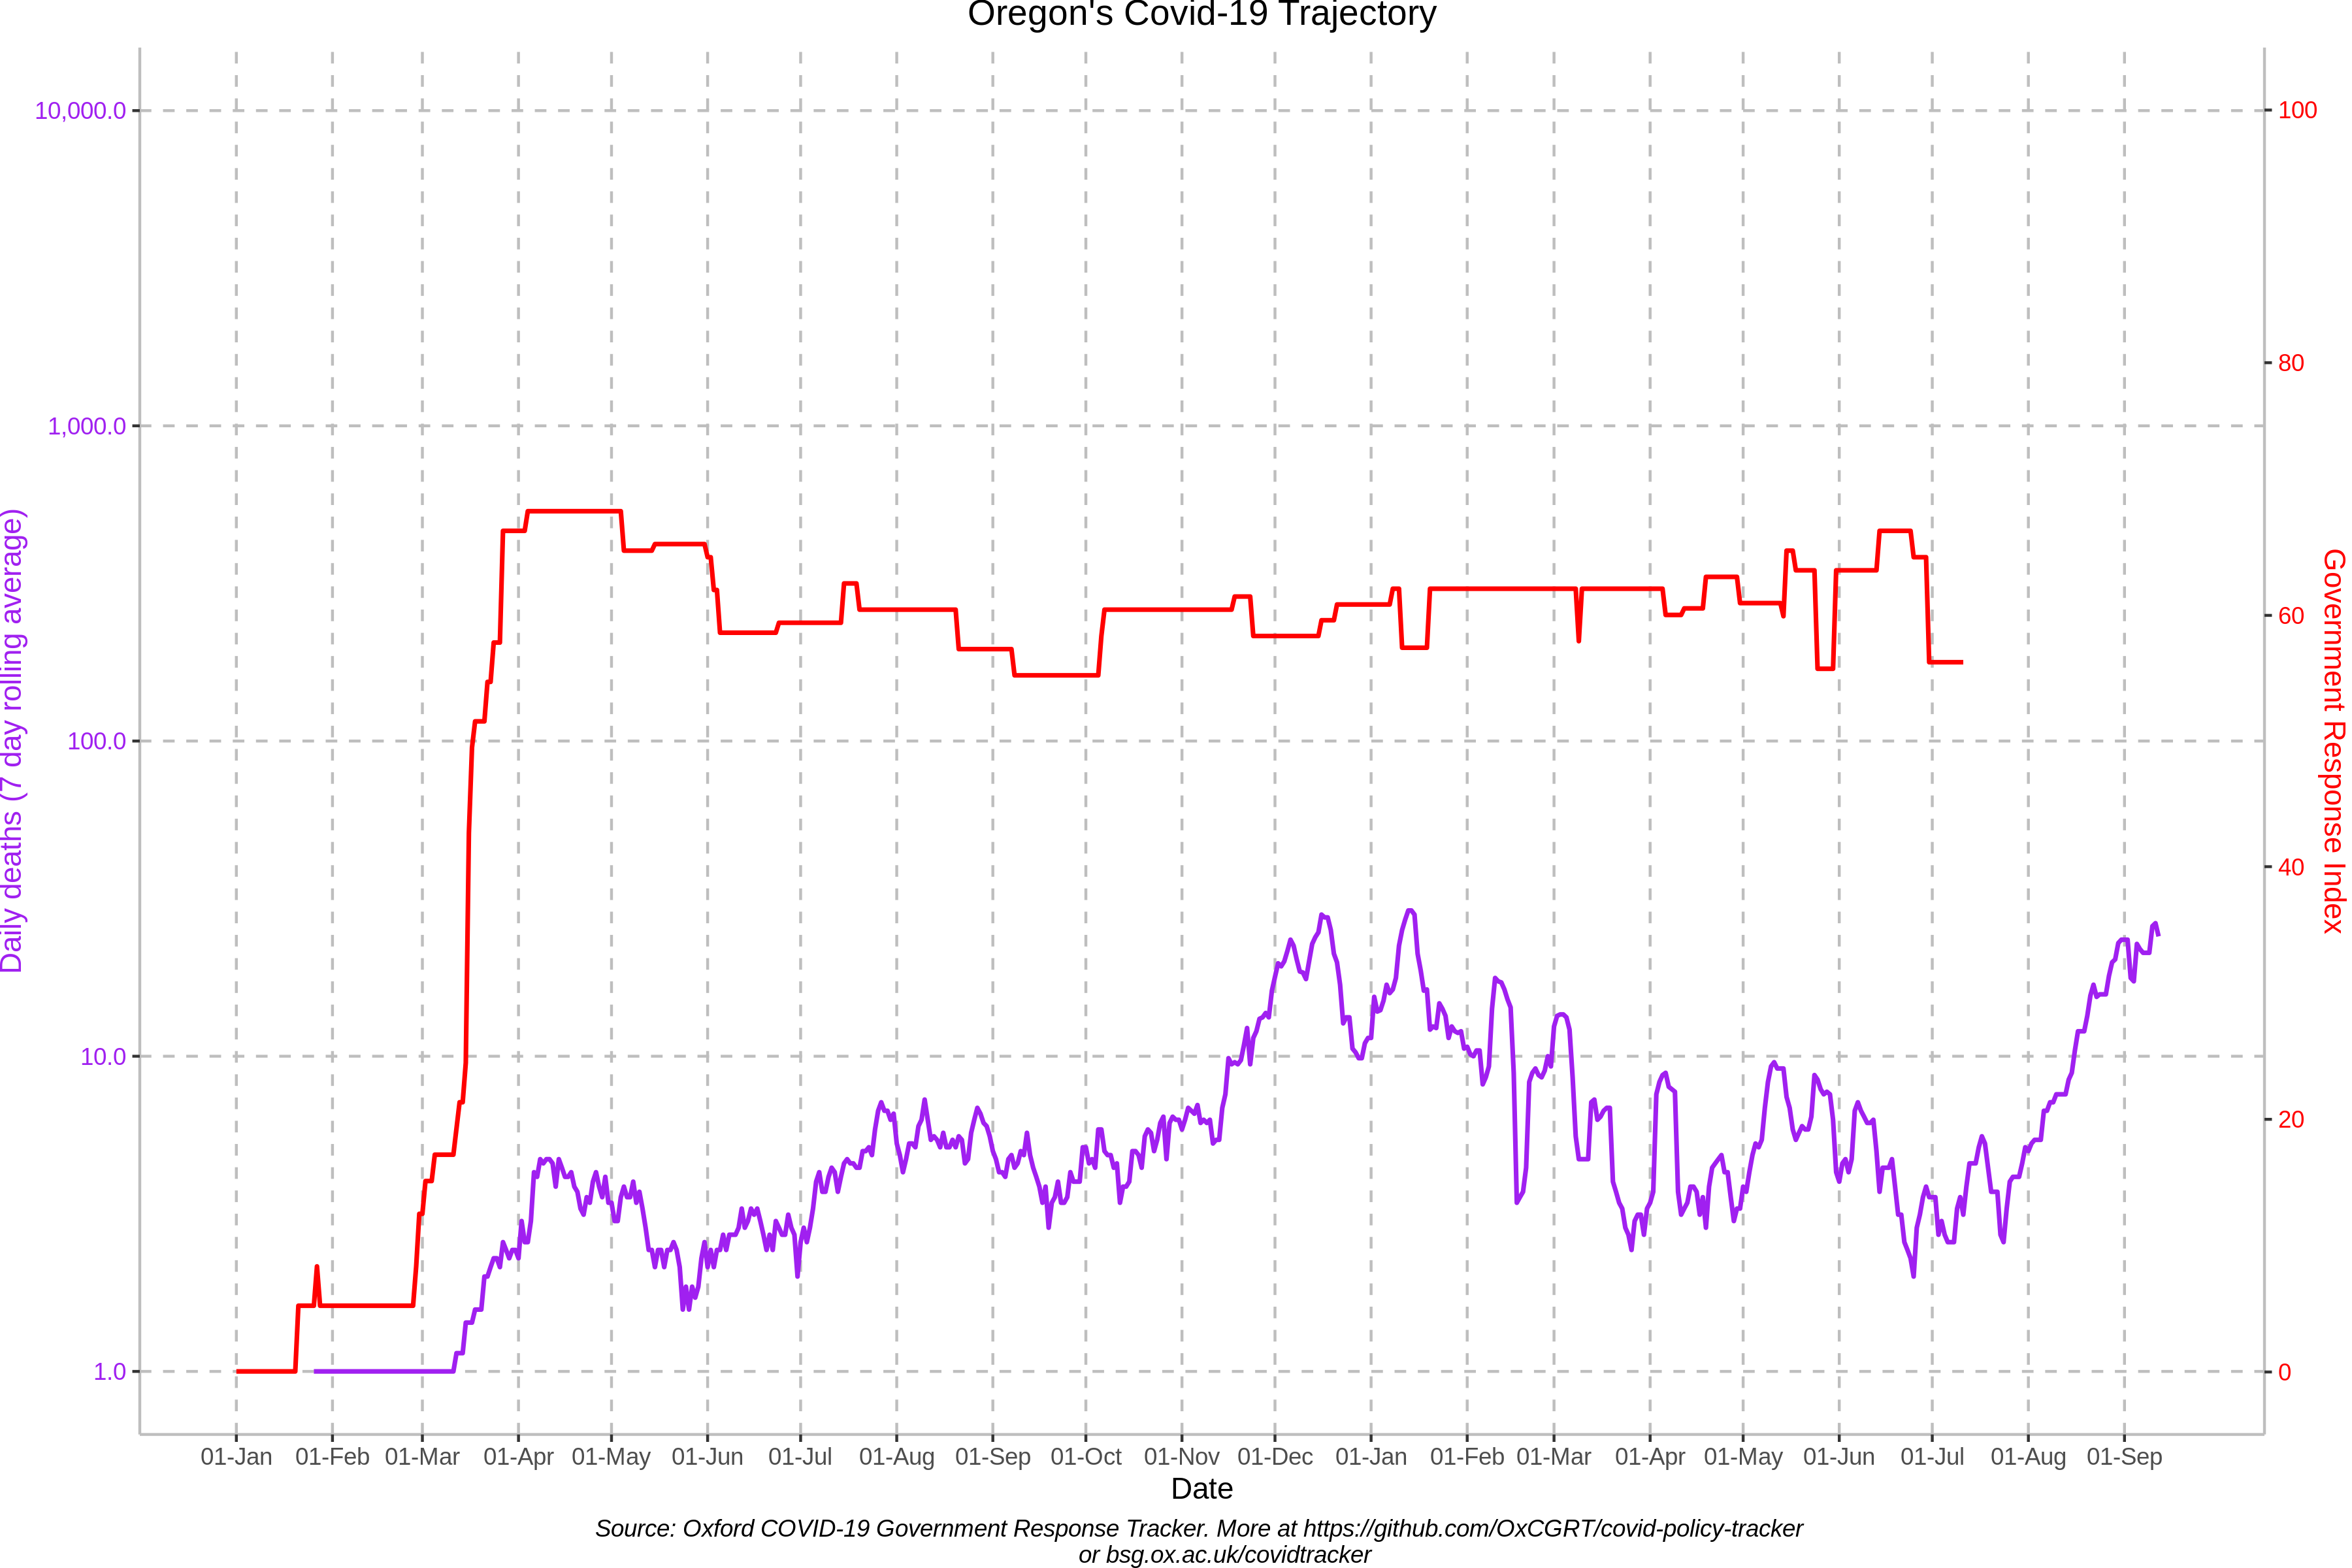 Oregon's Covid-19 Trajectory
10,000.0
1,000.0
100.0
10.0
1.0
Daily deaths (7 day rolling average)
100
80
60
40
20
0
Government Response Index
01-Jan 01-Feb 01-Mar 01-Apr 01-May 01-Jun 01-Jul 01-Aug 01-Sep 01-Oct 01-Nov 01-Dec 01-Jan 01-Feb 01-Mar 01-Apr 01-May 01-Jun 01-Jul 01-Aug 01-Sep
Date
Source: Oxford COVID-19 Government Response Tracker. More at https://github.com/OxCGRT/covid-policy-tracker
or bsg.ox.ac.uk/covidtracker